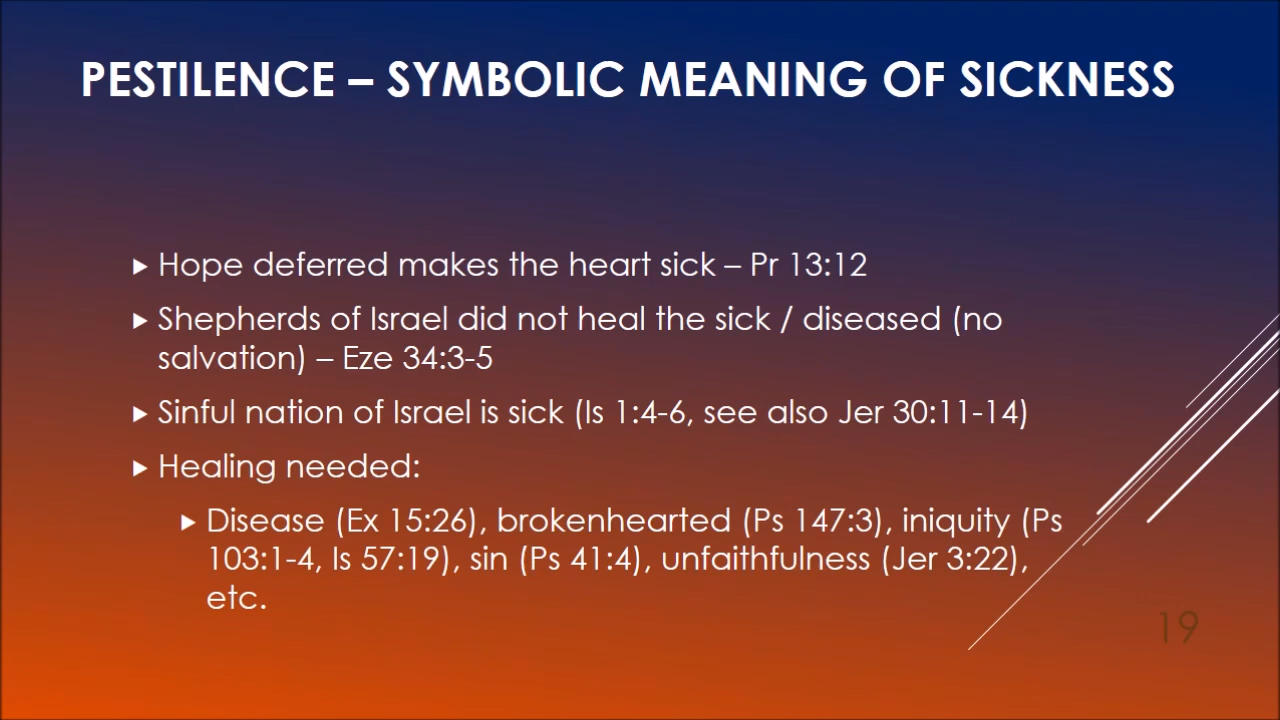 PESTILENCE – SYMBOLIC MEANING OF SICKNESS
Hope deferred makes the heart sick – Pr 13:12
Shepherds of Israel did not heal the sick / diseased (no
salvation) – Eze 34:3-5
Sinful nation of Israel is sick (Is 1:4-6, see also Jer 30:11-14)
Healing needed:
Disease (Ex 15:26), brokenhearted (Ps 147:3), iniquity (Ps
103:1-4, Is 57:19), sin (Ps 41:4), unfaithfulness (Jer 3:22),
etc.
19